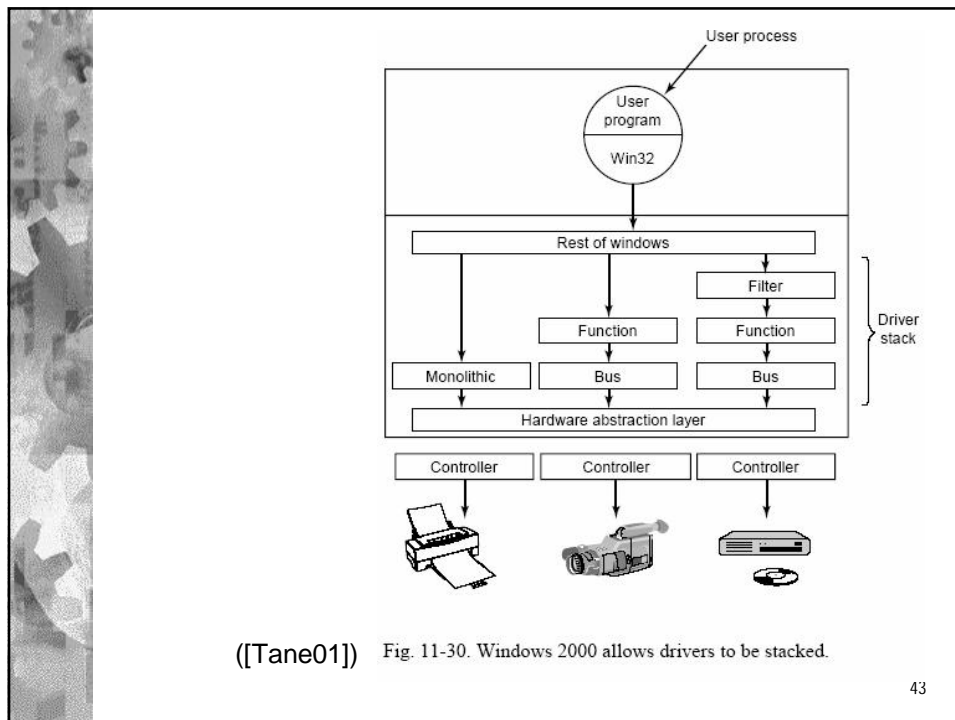 User process
User
program
Win32
Rest of windows
Filter
Function Function
Driver
stack
Monolithic Bus Bus
Hardware abstraction layer
Controller Controller Controller
([Tane01]) Fig. 11-30. Windows 2000 allows drivers to be stacked.
43